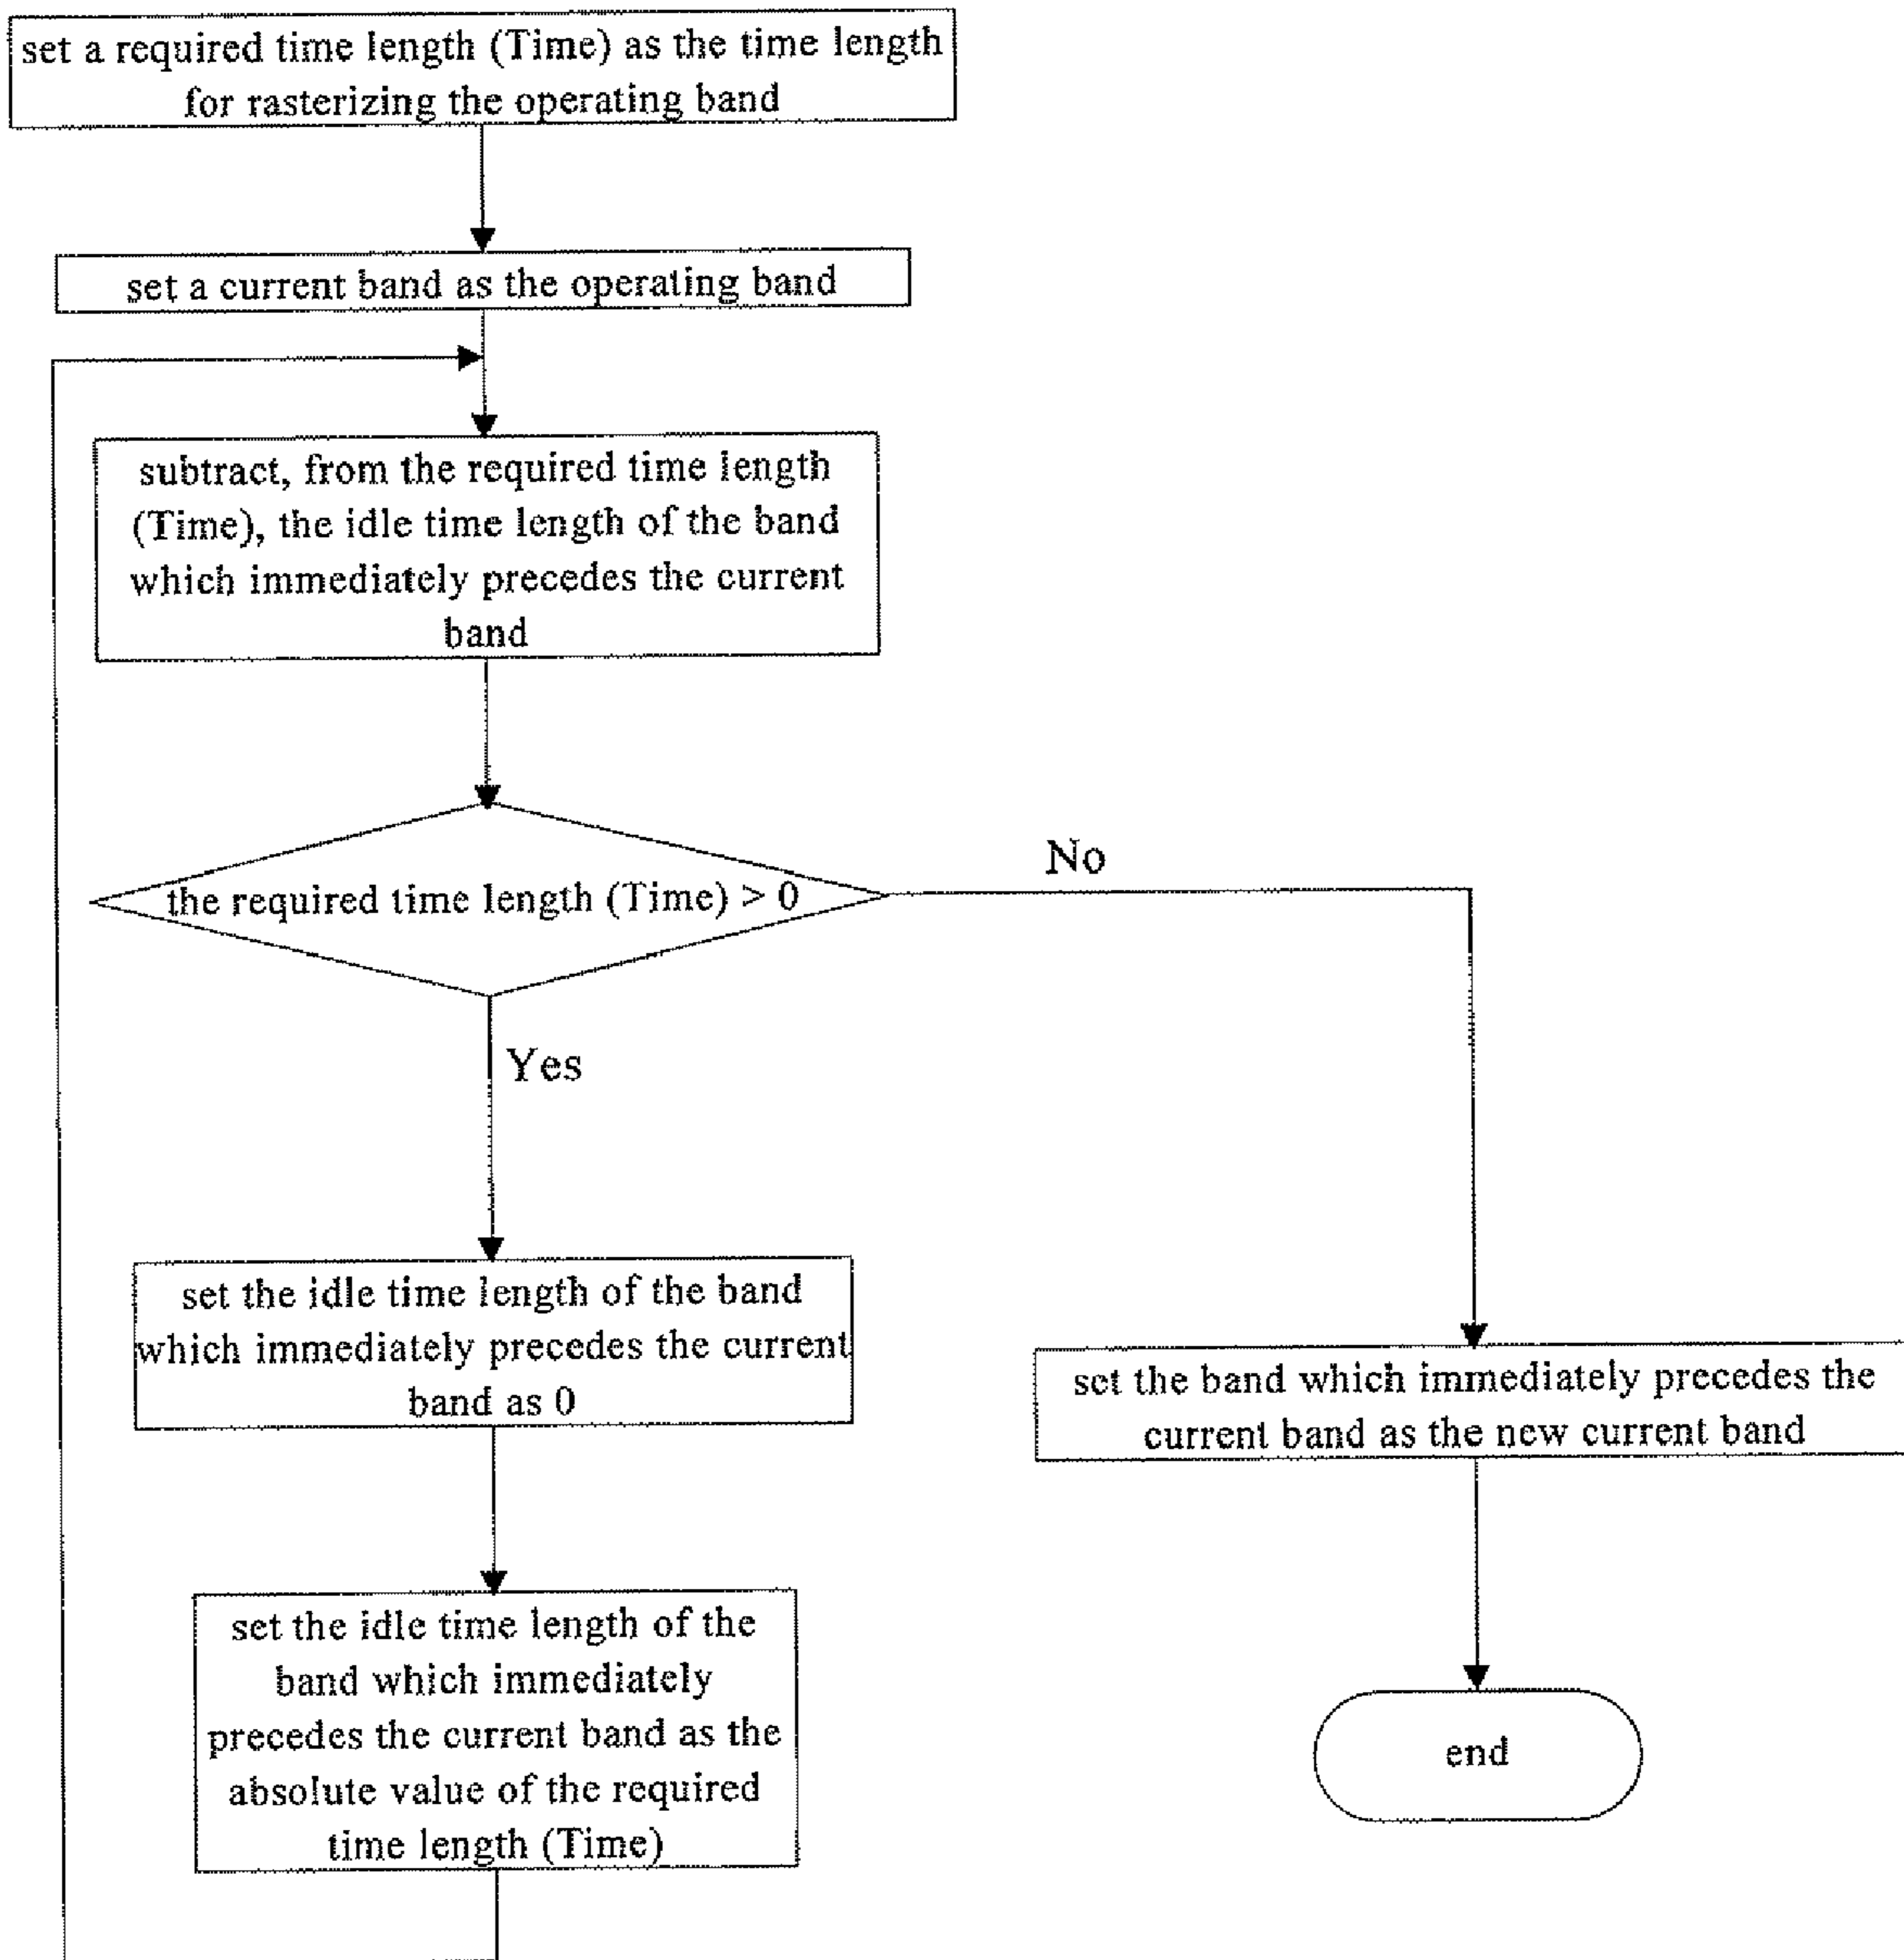 set a required time length (Time) as the time length
for rasterizing the operating band
set a current band as the operating band
subtract, from the required time length
(Time), the idle time length of the band
which immediately precedes the current
band
the required time length (Time) > 0
No
Yes
set the idle time length of the band
which immediately precedes the current
band as 0
set the band which immediately precedes the
current band as the new current band
set the idle time length of the
band which immediately
precedes the current band as the
absolute value of the required
time length (Time)
end